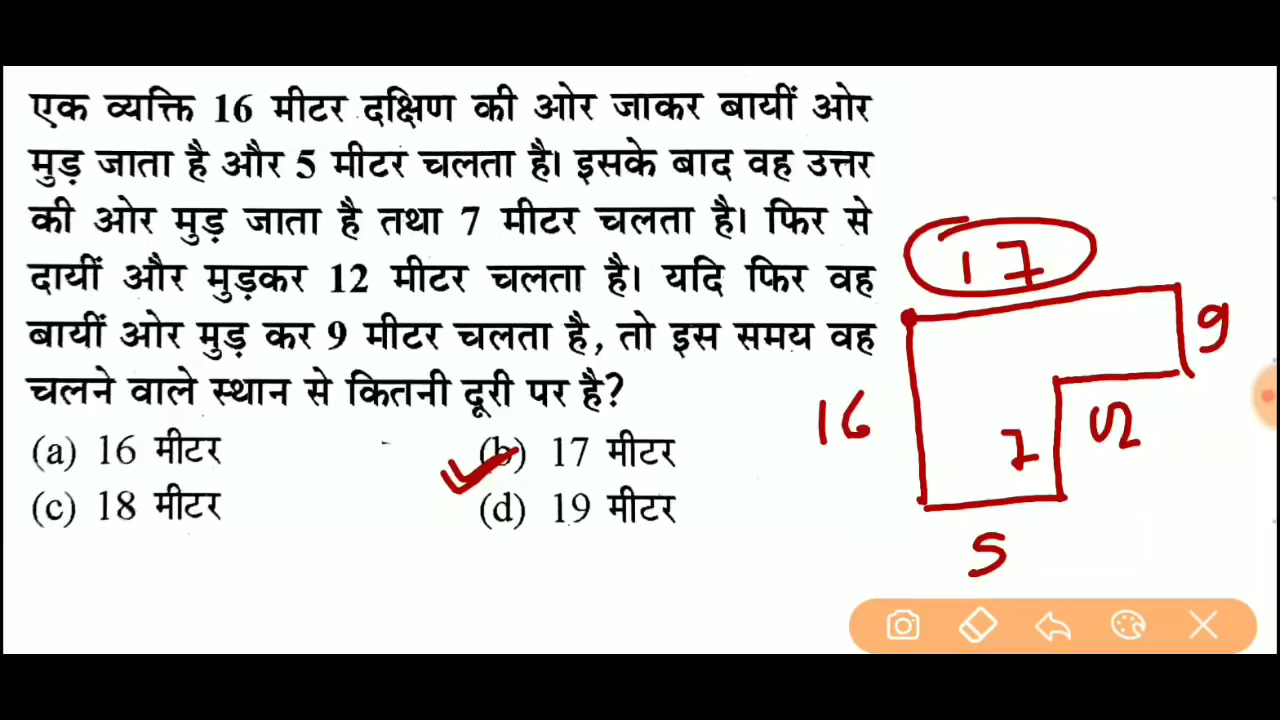 एक व्यक्ति 16 मीटर दक्षिण की ओर जाकर बायीं ओर
मुड़ जाता है और 5 मीटर चलता है। इसके बाद वह उत्तर
की ओर मुड़ जाता है तथा 7 मीटर चलता है। फिर से
दायीं और मुड़कर 12 मीटर चलता है। यदि फिर वह
बायीं ओर मुड़ कर 9 मीटर चलता है, तो इस समय वह
चलने वाले स्थान से कितनी दूरी पर है?
(a) 16 मीटर (b) 17 मीटर
(c) 18 मीटर (d) 19 मीटर
17
9
16
7
5